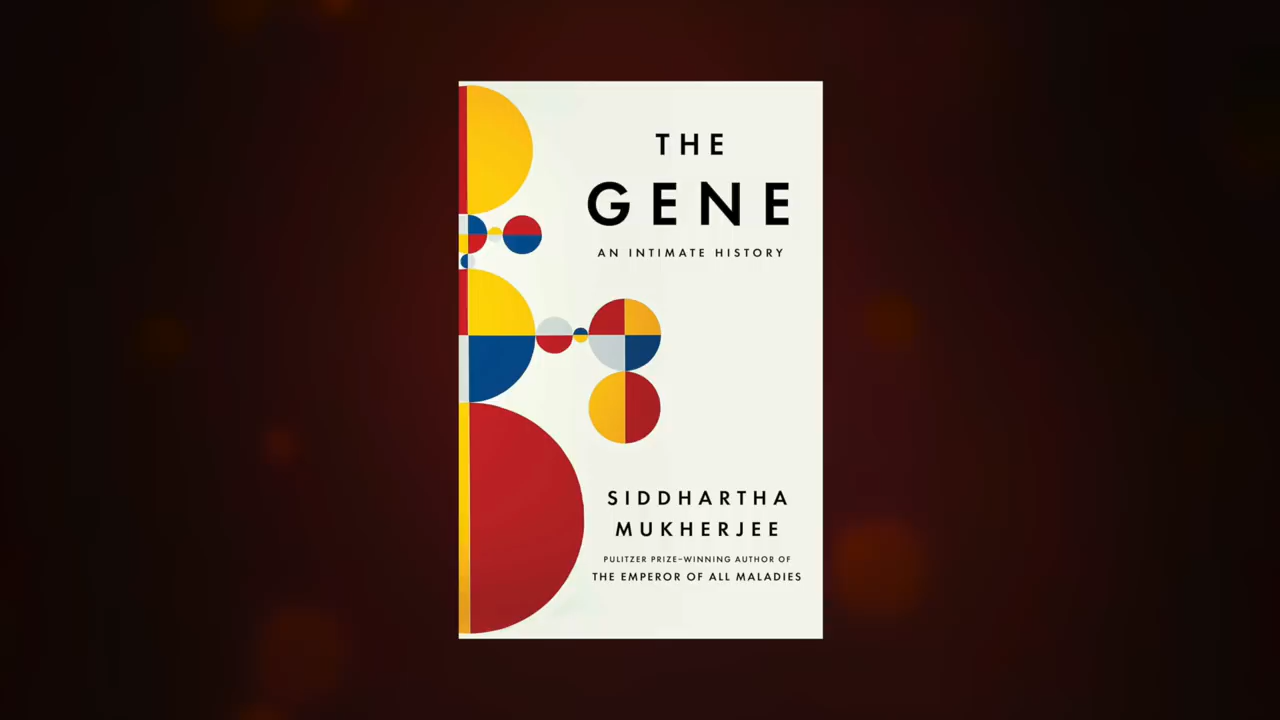 THE
GENE
AN INTIMATE HISTORY
SIDDHARTHA
MUKHERJEE
PULITZER PRIZE–WINNING AUTHOR OF
THE EMPEROR OF ALL MALADIES